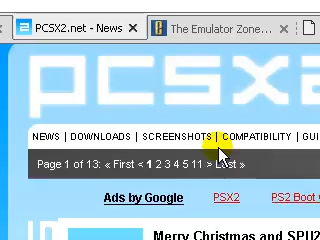 PCSX2.net - News
The Emulator Zone...
pcsx2
NEWS | DOWNLOADS | SCREENSHOTS | COMPATIBILITY | GUI
Page 1 of 13: « First < 1 2 3 4 5 11 > Last »
Ads by Google PSX2 PS2 Boot
Merry Christmas and SPU2